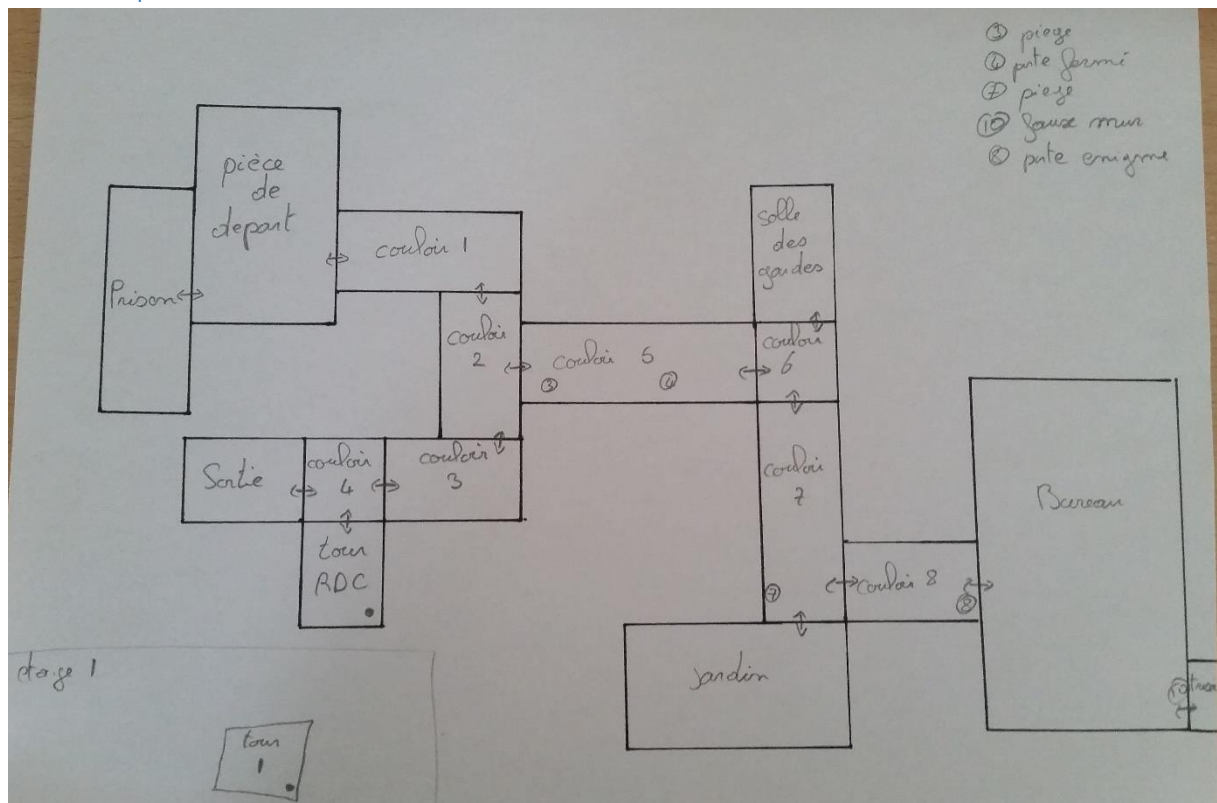 ③ piege
④ porte fermé
⑦ piege
⑩ faux mur
⑧ porte enigme
pièce
de
depart
Prison
couloir 1
couloir
2
couloir 5
③ ④
salle
des
gardes
couloir
6
Sortie
couloir
4
couloir
3
tour
RDC
couloir
7
⑦
couloir 8
⑧
Bureau
Jardin
⑩
etage 1
tour
1